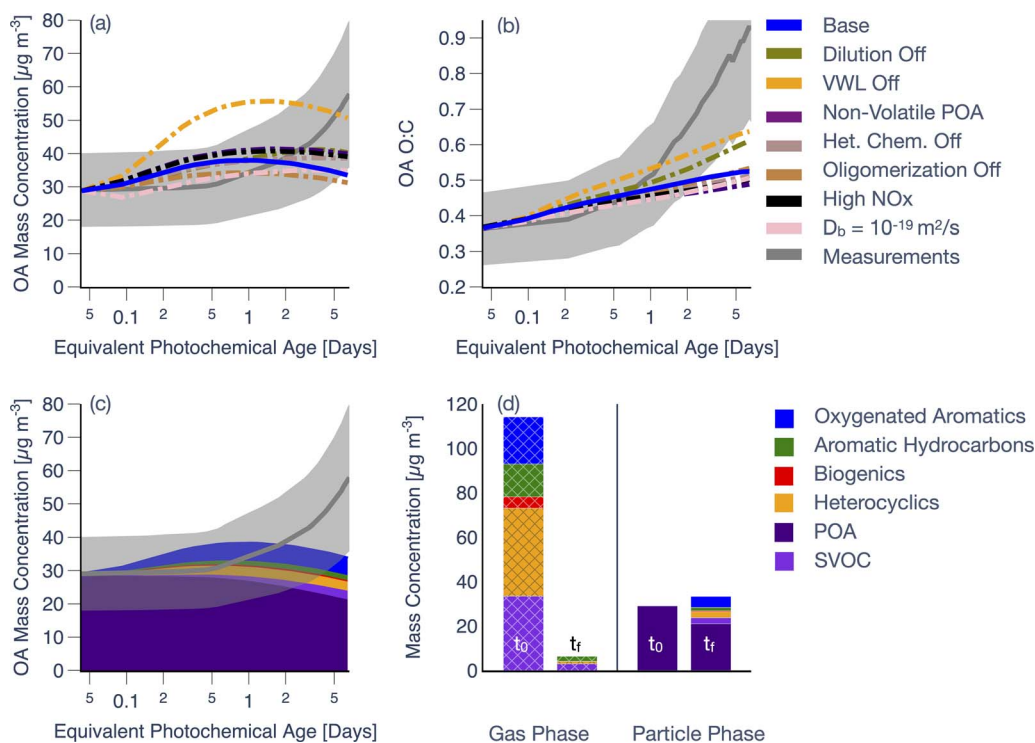 (a)
OA Mass Concentration [µg m⁻³]
80
70
60
50
40
30
20
10
0
5 0.1 2 5 1 2 5
Equivalent Photochemical Age [Days]
(b)
OA O:C
0.9
0.8
0.7
0.6
0.5
0.4
0.3
0.2
5 0.1 2 5 1 2 5
Equivalent Photochemical Age [Days]
Base
Dilution Off
VWL Off
Non-Volatile POA
Het. Chem. Off
Oligomerization Off
High NOx
D_b = 10⁻¹⁹ m²/s
Measurements
(c)
OA Mass Concentration [µg m⁻³]
80
70
60
50
40
30
20
10
0
5 0.1 2 5 1 2 5
Equivalent Photochemical Age [Days]
(d)
Mass Concentration [µg m⁻³]
120
100
80
60
40
20
0
t₀ t_f t₀ t_f
Gas Phase Particle Phase
Oxygenated Aromatics
Aromatic Hydrocarbons
Biogenics
Heterocyclics
POA
SVOC